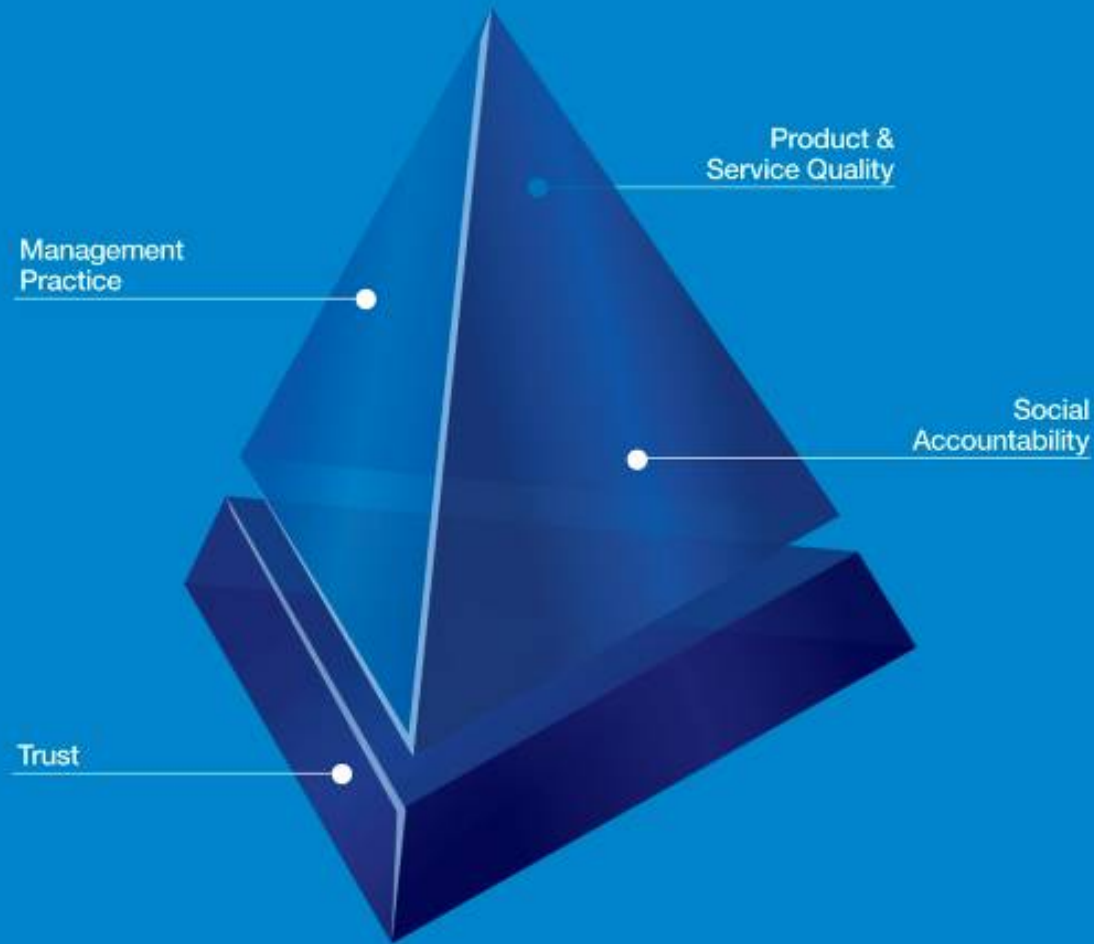 Product &
Service Quality
Management
Practice
Social
Accountability
Trust